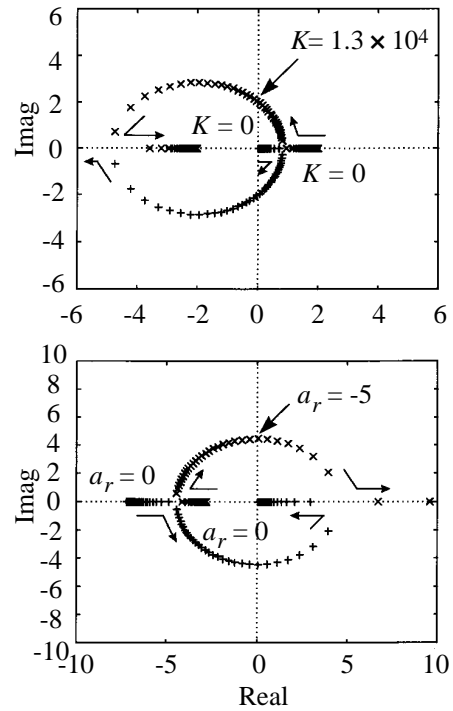 6
K = 1.3 × 10⁴
4
2
K = 0
Imag
0
K = 0
-2
-4
-6
-6 -4 -2 0 2 4 6
10
8
a_r = -5
6
4
2
a_r = 0
Imag
0
-2
a_r = 0
-4
-6
-8
-10
-10 -5 0 5 10
Real